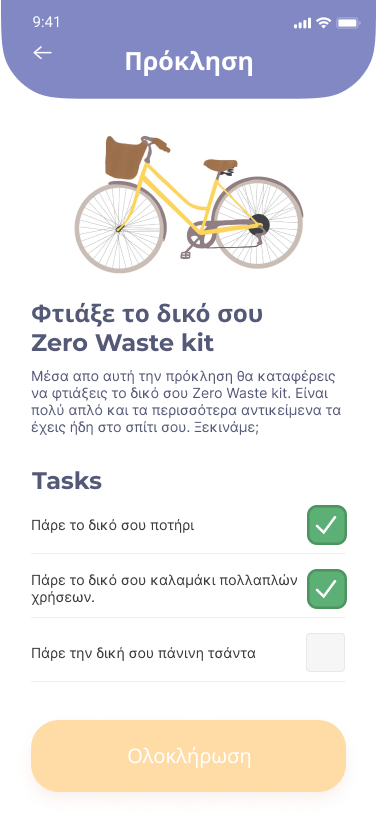 9:41
Πρόκληση
Φτιάξε το δικό σου
Zero Waste kit
Μέσα απο αυτή την πρόκληση θα καταφέρεις
να φτιάξεις το δικό σου Zero Waste kit. Είναι
πολύ απλό και τα περισσότερα αντικείμενα τα
έχεις ήδη στο σπίτι σου. Ξεκινάμε;
Tasks
Πάρε το δικό σου ποτήρι
Πάρε το δικό σου καλαμάκι πολλαπλών
χρήσεων.
Πάρε την δική σου πάνινη τσάντα
Ολοκλήρωση